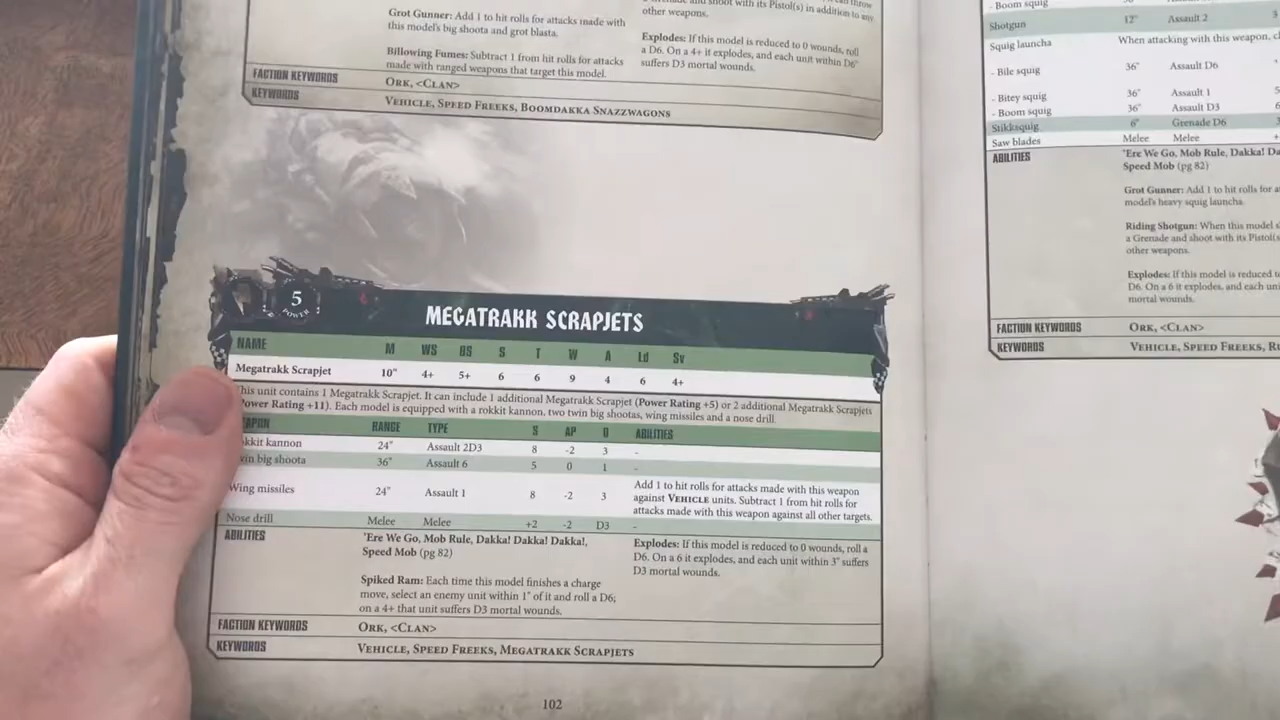 other weapons.
Grot Gunner: Add 1 to hit rolls for attacks made with
this model's big shoota and grot blasta.
Explodes: If this model is reduced to 0 wounds, roll
a D6. On a 4+ it explodes, and each unit within D6"
suffers D3 mortal wounds.
Billowing Fumes: Subtract 1 from hit rolls for attacks
made with ranged weapons that target this model.
FACTION KEYWORDS ORK, <CLAN>
KEYWORDS VEHICLE, SPEED FREEKS, BOOMDAKKA SNAZZWAGONS
5
POWER
MEGATRAKK SCRAPJETS
NAME M WS BS S T W A Ld Sv
Megatrakk Scrapjet 10" 4+ 5+ 6 6 9 4 6 4+
This unit contains 1 Megatrakk Scrapjet. It can include 1 additional Megatrakk Scrapjet (Power Rating +5) or 2 additional Megatrakk Scrapjets
Power Rating +11). Each model is equipped with a rokkit kannon, two twin big shootas, wing missiles and a nose drill.
RANGE TYPE S AP D ABILITIES
kannon 24" Assault 2D3 8 -2 3 -
big shoota 36" Assault 6 5 0 1 -
Wing missiles 24" Assault 1 8 -2 3 Add 1 to hit rolls for attacks made with this weapon
against VEHICLE units. Subtract 1 from hit rolls for
attacks made with this weapon against all other targets.
Nose drill Melee Melee +2 -2 D3 -
ABILITIES
'Ere We Go, Mob Rule, Dakka! Dakka! Dakka!,
Speed Mob (pg 82)
Spiked Ram: Each time this model finishes a charge
move, select an enemy unit within 1" of it and roll a D6;
on a 4+ that unit suffers D3 mortal wounds.
Explodes: If this model is reduced to 0 wounds, roll a
D6. On a 6 it explodes, and each unit within 3" suffers
D3 mortal wounds.
FACTION KEYWORDS ORK, <CLAN>
KEYWORDS VEHICLE, SPEED FREEKS, MEGATRAKK SCRAPJETS
102
- Boom squig
Shotgun 12" Assault 2
Squig launcha When attacking with this weapon,
- Bile squig 36" Assault D6
- Bitey squig 36" Assault 1
- Boom squig 36" Assault D3
Stikksquig 6" Grenade D6
Saw blades Melee Melee
ABILITIES 'Ere We Go, Mob Rule, Dakka!
Speed Mob (pg 82)
Grot Gunner: Add 1 to hit rolls for
model's heavy squig launcha.
Riding Shotgun: When this model
a Grenade and shoot with its
other weapons.
Explodes: If this model is reduced
D6. On a 6 it explodes, and each
mortal wounds.
FACTION KEYWORDS ORK, <CLAN>
KEYWORDS VEHICLE, SPEED FREEKS,